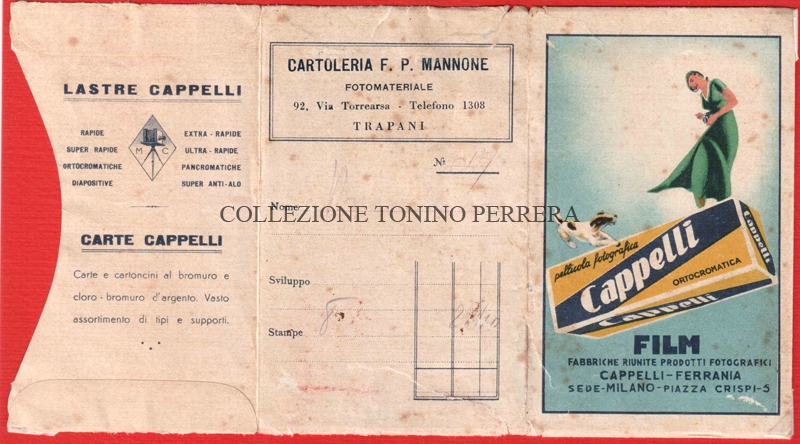 LASTRE CAPPELLI
RAPIDE
SUPER RAPIDE
ORTOCROMATICHE
DIAPOSITIVE
M C
EXTRA - RAPIDE
ULTRA - RAPIDE
PANCROMATICHE
SUPER ANTI-ALO
CARTE CAPPELLI
Carte e cartoncini al bromuro e
cloro - bromuro d'argento. Vasto
assortimento di tipi e supporti.
CARTOLERIA F. P. MANNONE
FOTOMATERIALE
92, Via Torrearsa - Telefono 1308
TRAPANI
№
Nome
COLLEZIONE TONINO PERRERA
Sviluppo
Stampe
pellicola fotografica
Cappelli
ORTOCROMATICA
Cappelli
Cappelli
FILM
FABBRICHE RIUNITE PRODOTTI FOTOGRAFICI
CAPPELLI-FERRANIA
SEDE-MILANO-PIAZZA CRISPI-5